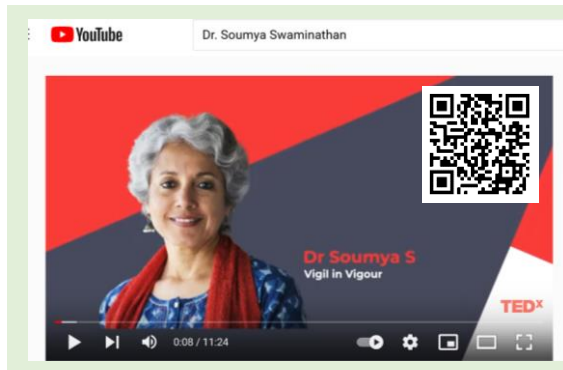 YouTube
Dr. Soumya Swaminathan
Dr Soumya S
Vigil in Vigour
TEDx
0:08 / 11:24